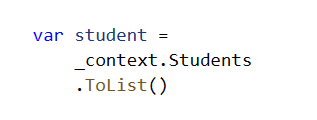 var student =
    _context.Students
    .ToList()